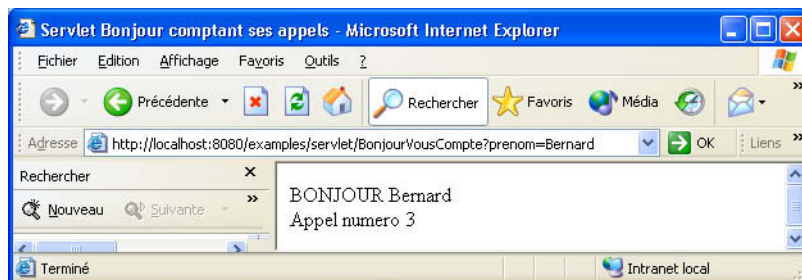 Servlet Bonjour comptant ses appels - Microsoft Internet Explorer
Fichier Edition Affichage Favoris Outils ?
Précédente Rechercher Favoris Média »
Adresse http://localhost:8080/examples/servlet/BonjourVousCompte?prenom=Bernard OK Liens »
Rechercher ×
Nouveau Suivante »
BONJOUR Bernard
Appel numero 3
Terminé Intranet local